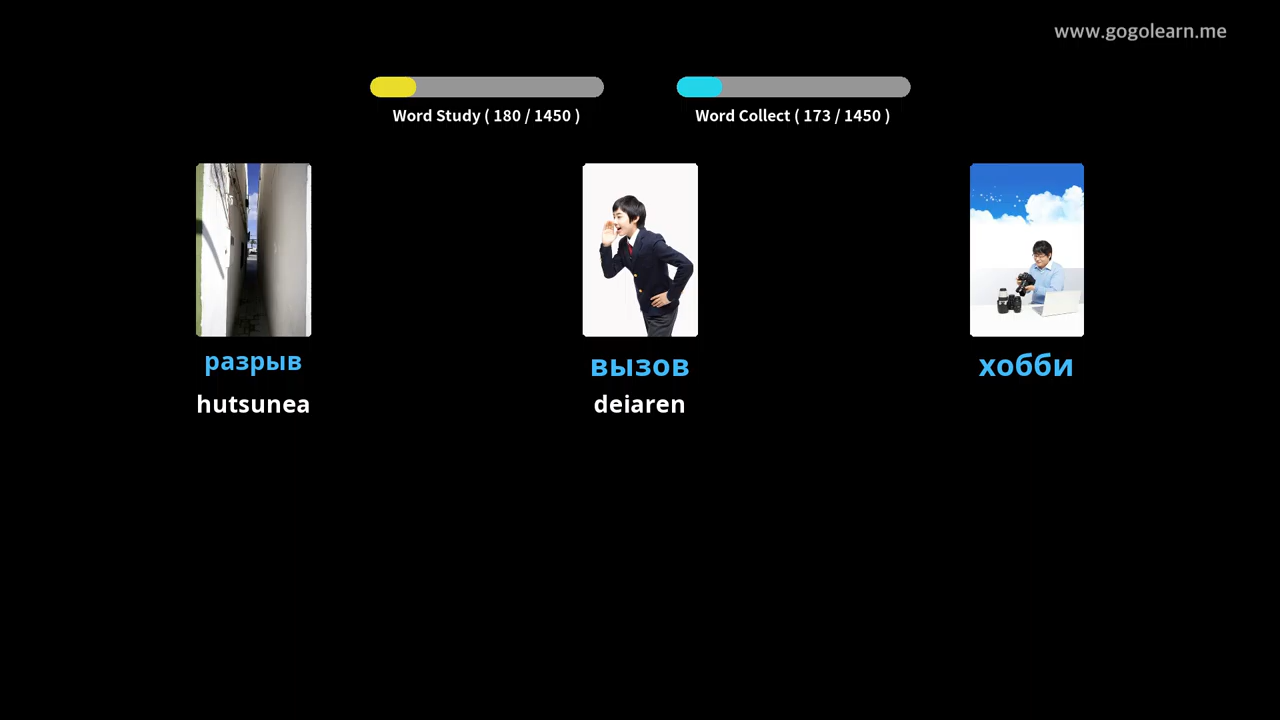 www.gogolearn.me
Word Study ( 180 / 1450 )
Word Collect ( 173 / 1450 )
разрыв
вызов
хобби
hutsunea
deiaren